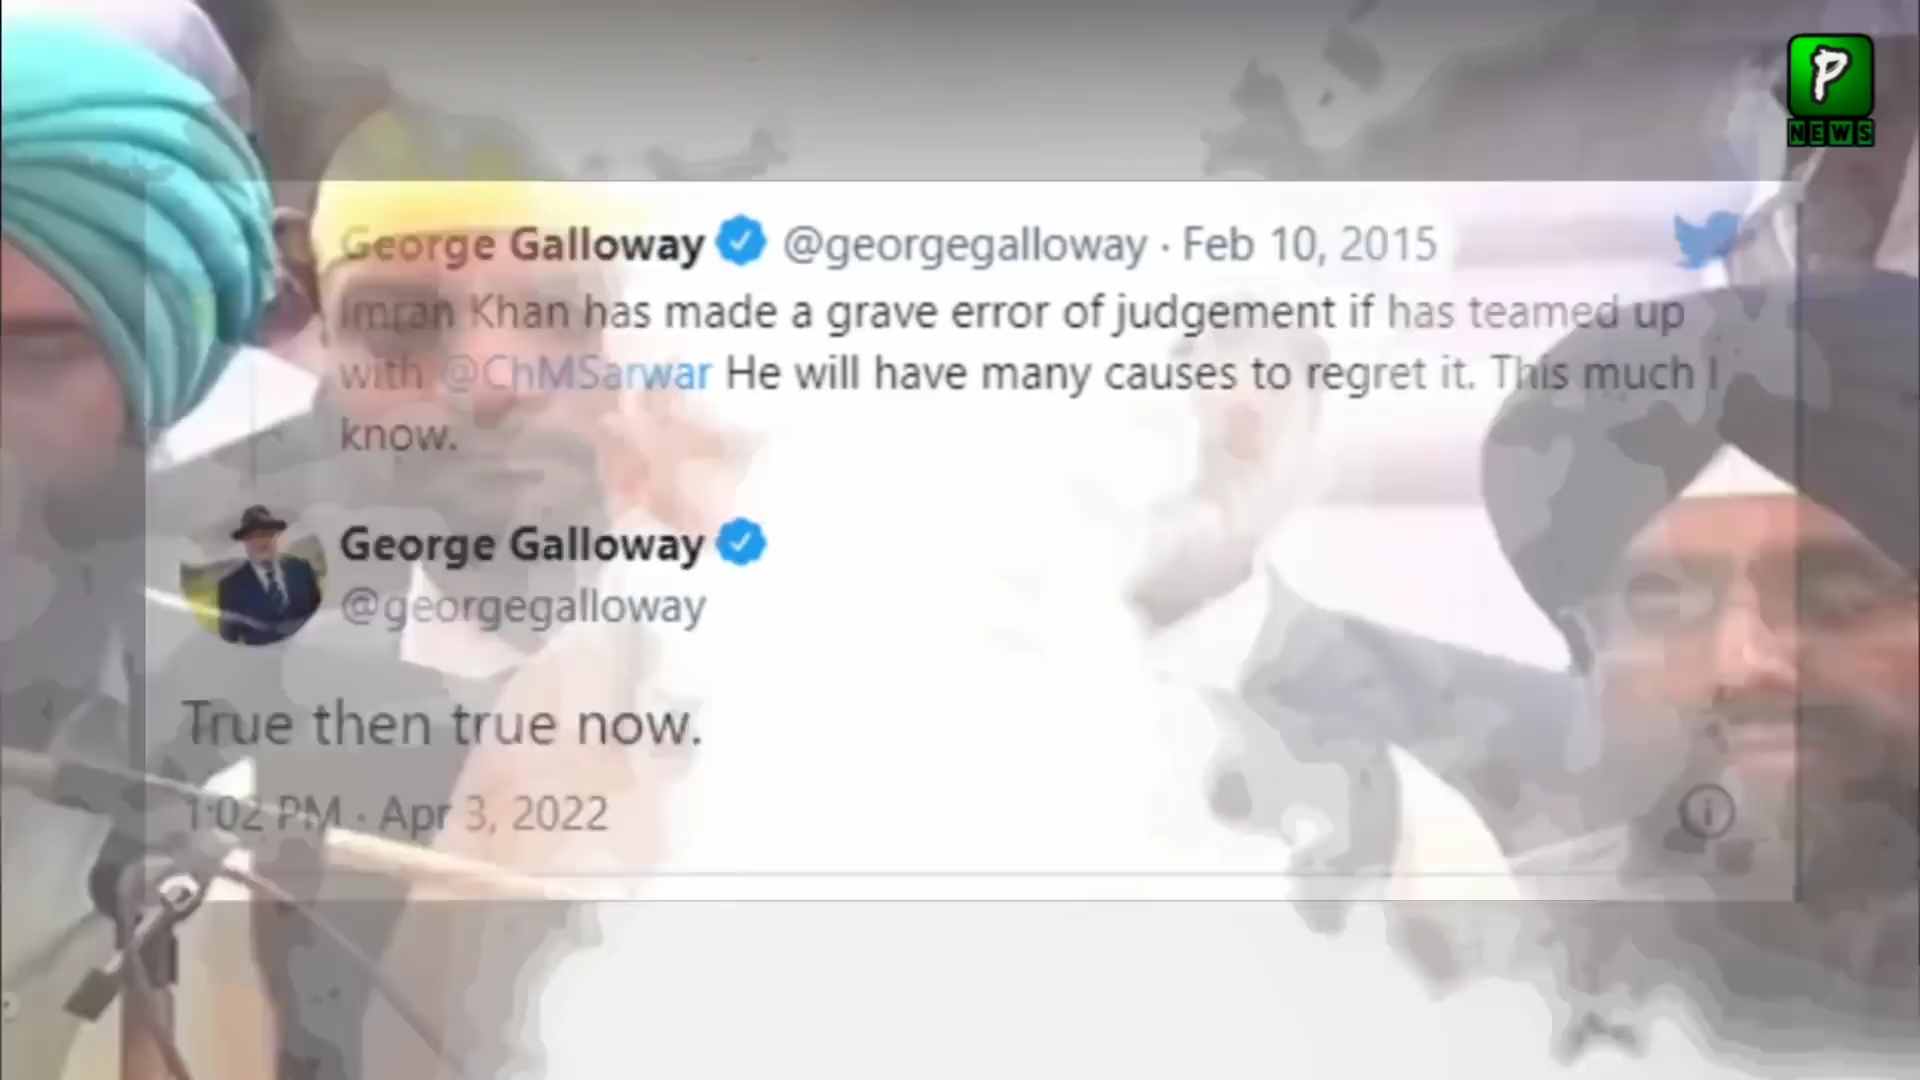 P
NEWS
George Galloway @georgegalloway · Feb 10, 2015
Imran Khan has made a grave error of judgement if has teamed up
with @ChMSarwar He will have many causes to regret it. This much I
know.
George Galloway
@georgegalloway
True then true now.
1:02 PM · Apr 3, 2022